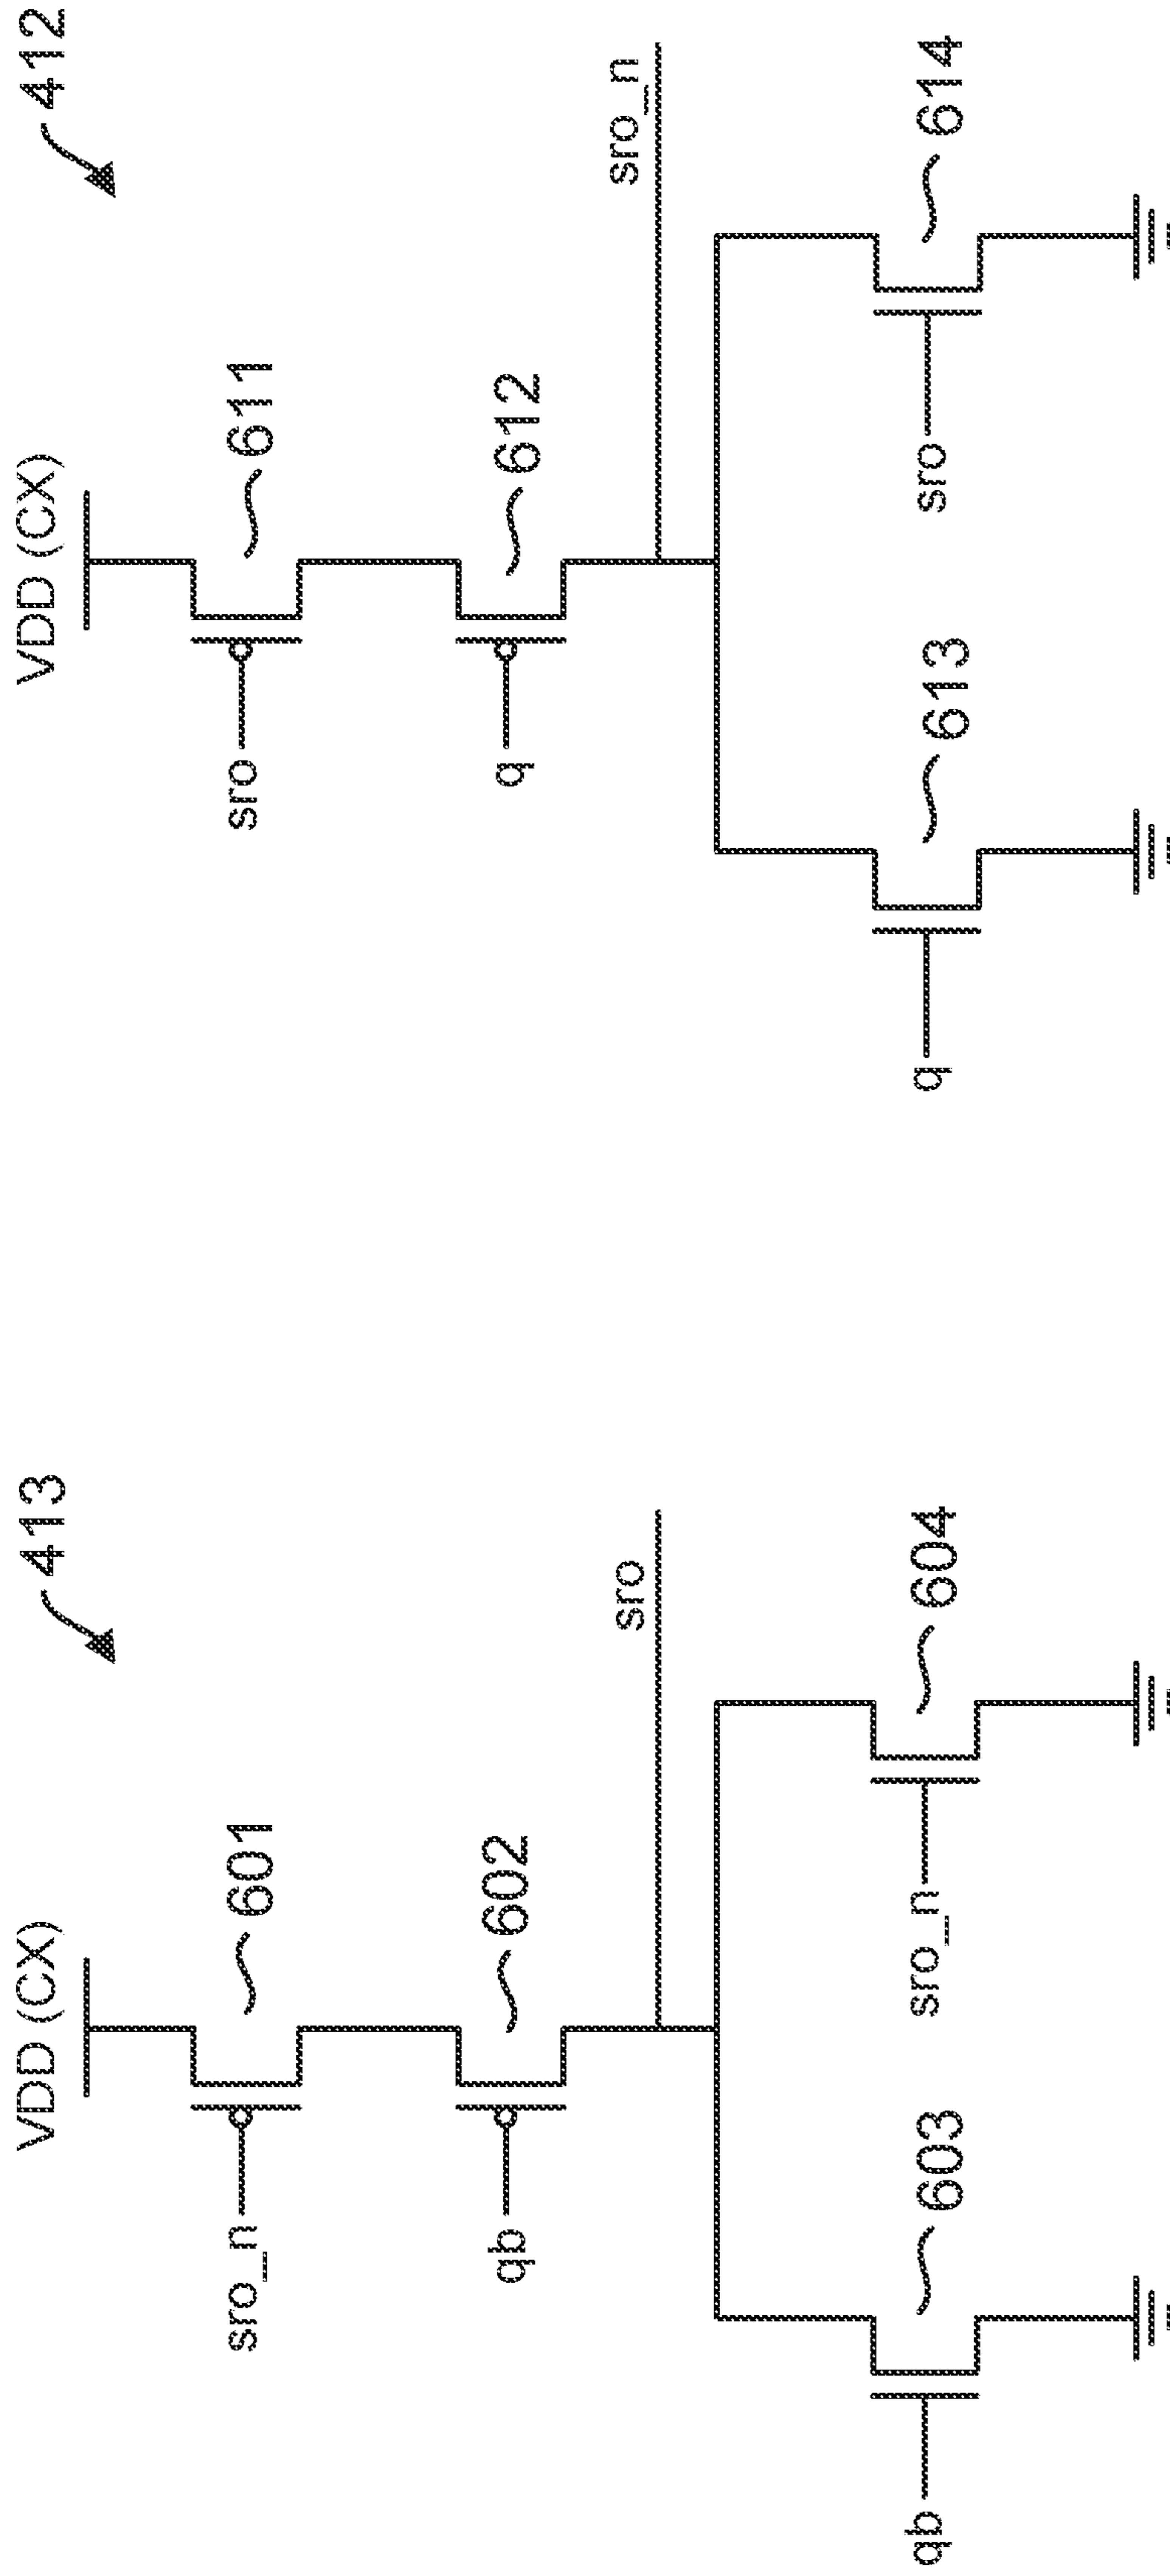 VDD (CX)
413
sro_n
601
qb
602
sro
qb
603
sro_n
604
VDD (CX)
412
sro
611
q
612
sro_n
q
613
sro
614